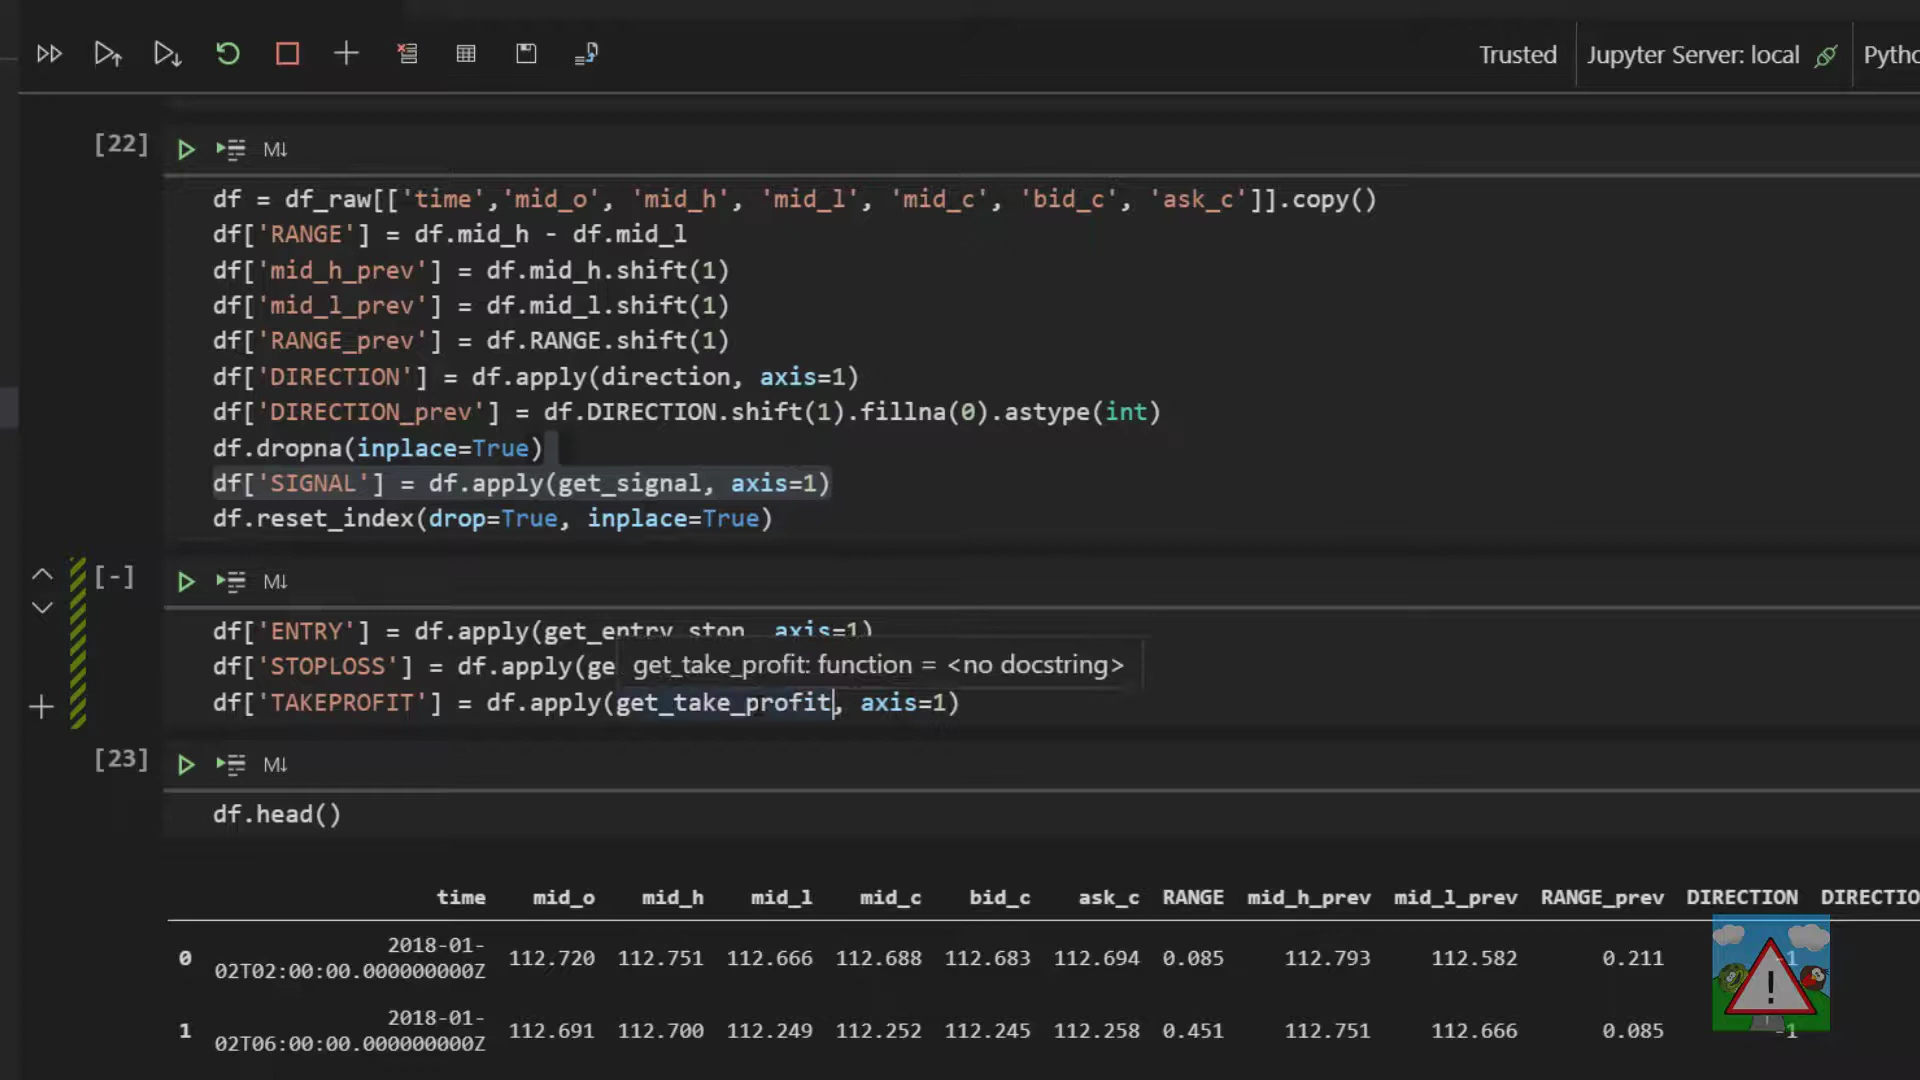 Trusted
Jupyter Server: local
Pytho
[22]
M↓
df = df_raw[['time','mid_o', 'mid_h', 'mid_l', 'mid_c', 'bid_c', 'ask_c']].copy()
df['RANGE'] = df.mid_h - df.mid_l
df['mid_h_prev'] = df.mid_h.shift(1)
df['mid_l_prev'] = df.mid_l.shift(1)
df['RANGE_prev'] = df.RANGE.shift(1)
df['DIRECTION'] = df.apply(direction, axis=1)
df['DIRECTION_prev'] = df.DIRECTION.shift(1).fillna(0).astype(int)
df.dropna(inplace=True)
df['SIGNAL'] = df.apply(get_signal, axis=1)
df.reset_index(drop=True, inplace=True)
[-]
M↓
df['ENTRY'] = df.apply(get_entry_stop, axis=1)
df['STOPLOSS'] = df.apply(ge
get_take_profit: function = <no docstring>
df['TAKEPROFIT'] = df.apply(get_take_profit, axis=1)
[23]
M↓
df.head()
time mid_o mid_h mid_l mid_c bid_c ask_c RANGE mid_h_prev mid_l_prev RANGE_prev DIRECTION DIRECTIO
0 2018-01-02T02:00:00.000000000Z 112.720 112.751 112.666 112.688 112.683 112.694 0.085 112.793 112.582 0.211 -1
1 2018-01-02T06:00:00.000000000Z 112.691 112.700 112.249 112.252 112.245 112.258 0.451 112.751 112.666 0.085 -1